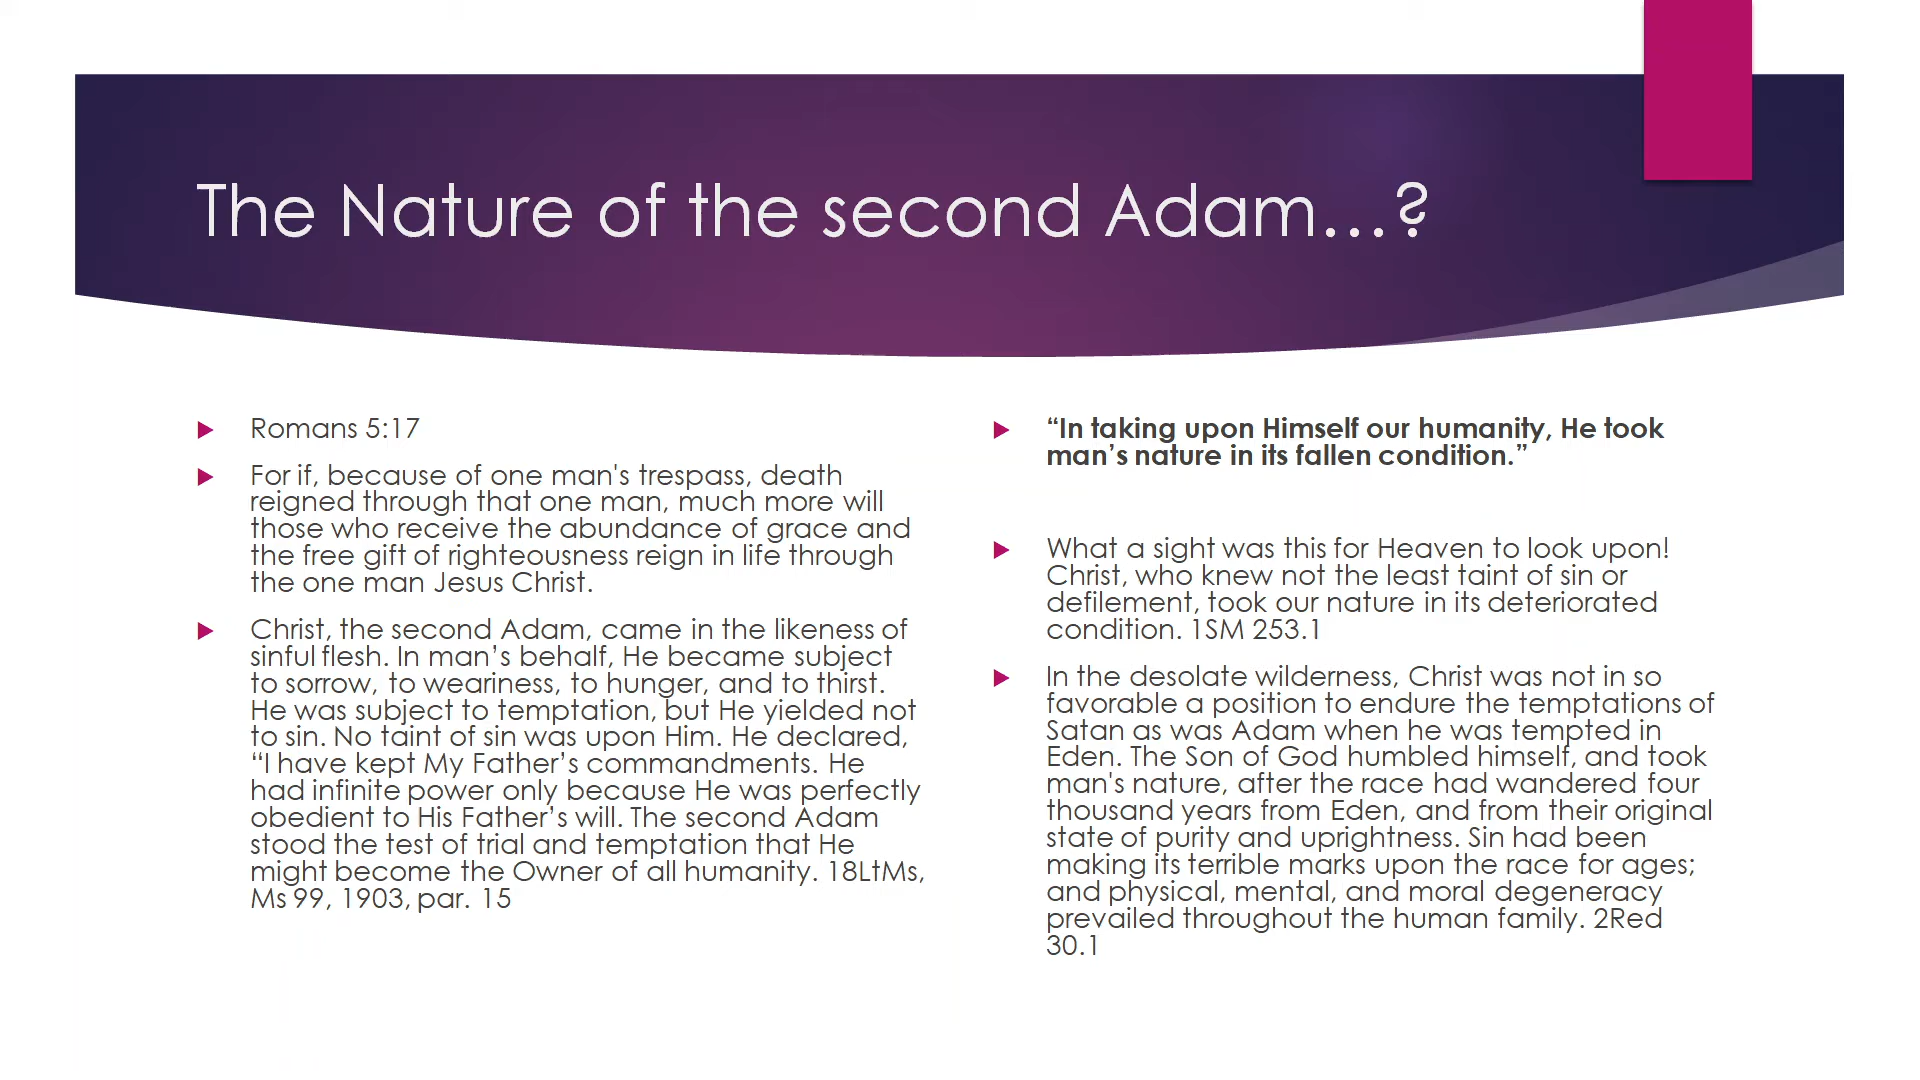 The Nature of the second Adam…?
Romans 5:17
For if, because of one man's trespass, death
reigned through that one man, much more will
those who receive the abundance of grace and
the free gift of righteousness reign in life through
the one man Jesus Christ.
Christ, the second Adam, came in the likeness of
sinful flesh. In man’s behalf, He became subject
to sorrow, to weariness, to hunger, and to thirst.
He was subject to temptation, but He yielded not
to sin. No taint of sin was upon Him. He declared,
“I have kept My Father’s commandments. He
had infinite power only because He was perfectly
obedient to His Father’s will. The second Adam
stood the test of trial and temptation that He
might become the Owner of all humanity. 18LtMs,
Ms 99, 1903, par. 15
“In taking upon Himself our humanity, He took
man’s nature in its fallen condition.”
What a sight was this for Heaven to look upon!
Christ, who knew not the least taint of sin or
defilement, took our nature in its deteriorated
condition. 1SM 253.1
In the desolate wilderness, Christ was not in so
favorable a position to endure the temptations of
Satan as was Adam when he was tempted in
Eden. The Son of God humbled himself, and took
man's nature, after the race had wandered four
thousand years from Eden, and from their original
state of purity and uprightness. Sin had been
making its terrible marks upon the race for ages;
and physical, mental, and moral degeneracy
prevailed throughout the human family. 2Red
30.1